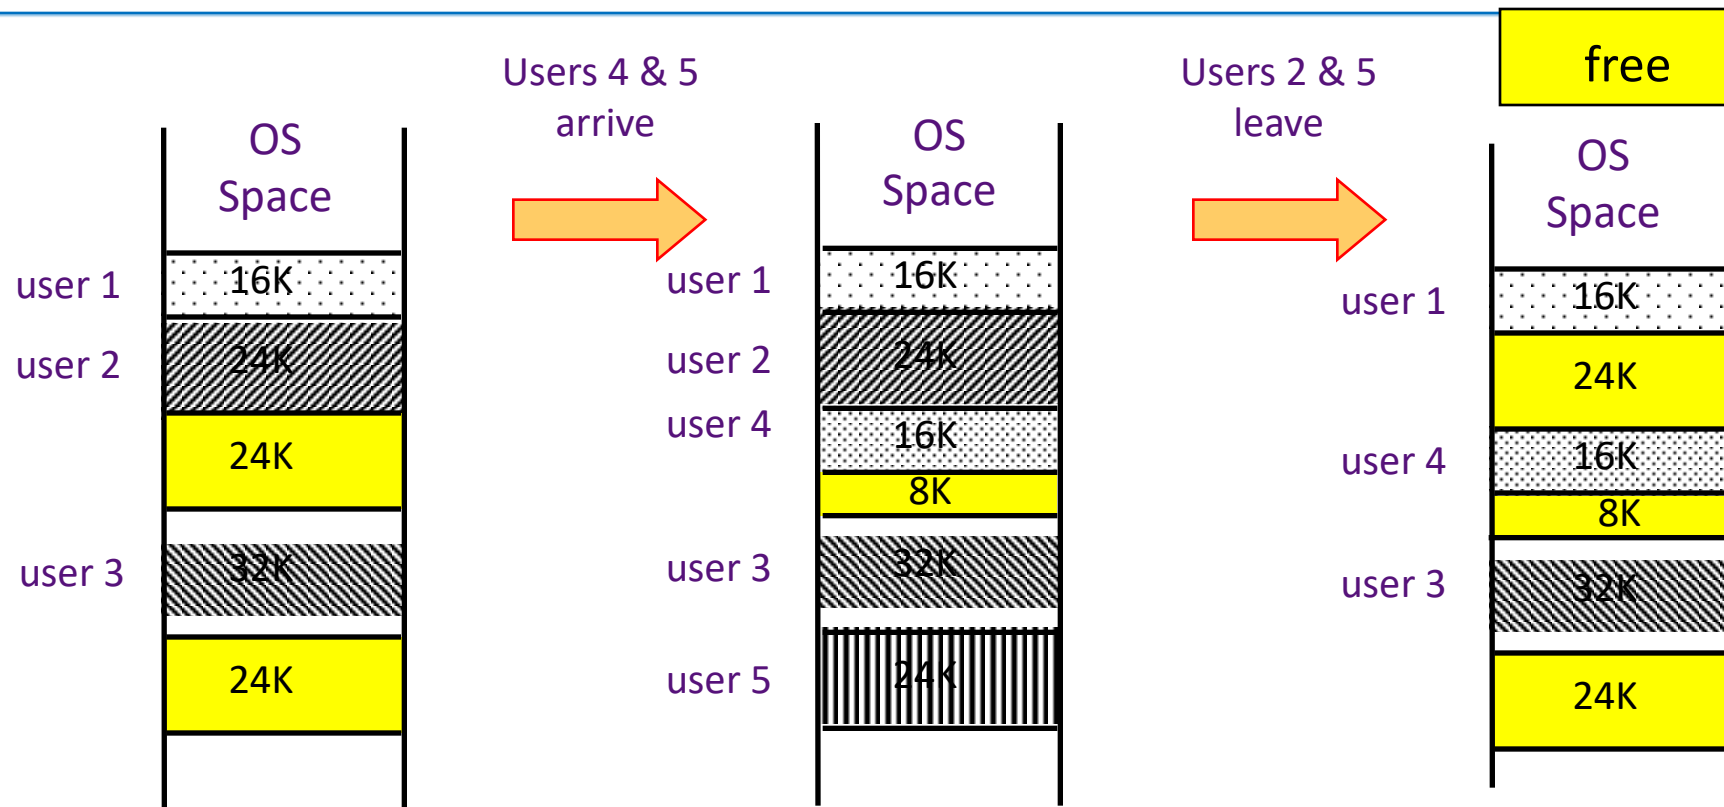 free
Users 4 & 5
arrive
Users 2 & 5
leave
OS
Space
user 1
16K
user 2
24K
24K
user 3
32K
24K
OS
Space
user 1
16K
user 2
24K
user 4
16K
8K
user 3
32K
user 5
24K
OS
Space
user 1
16K
24K
user 4
16K
8K
user 3
32K
24K